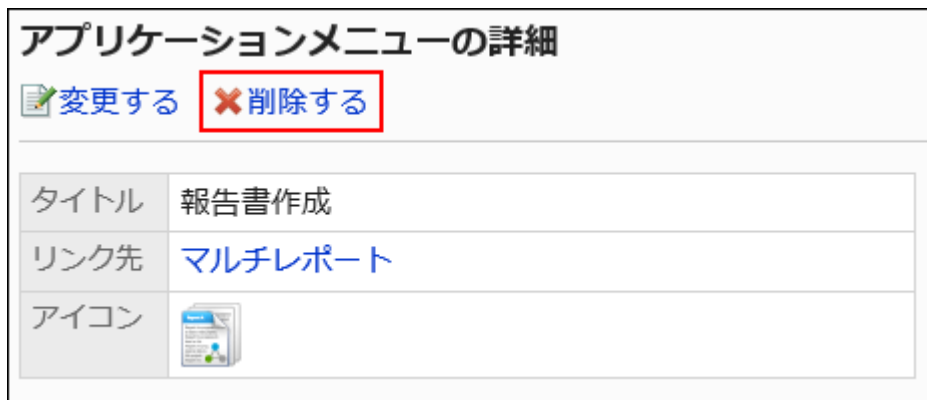 アプリケーションメニューの詳細
変更する 削除する
タイトル 報告書作成
リンク先 マルチレポート
アイコン